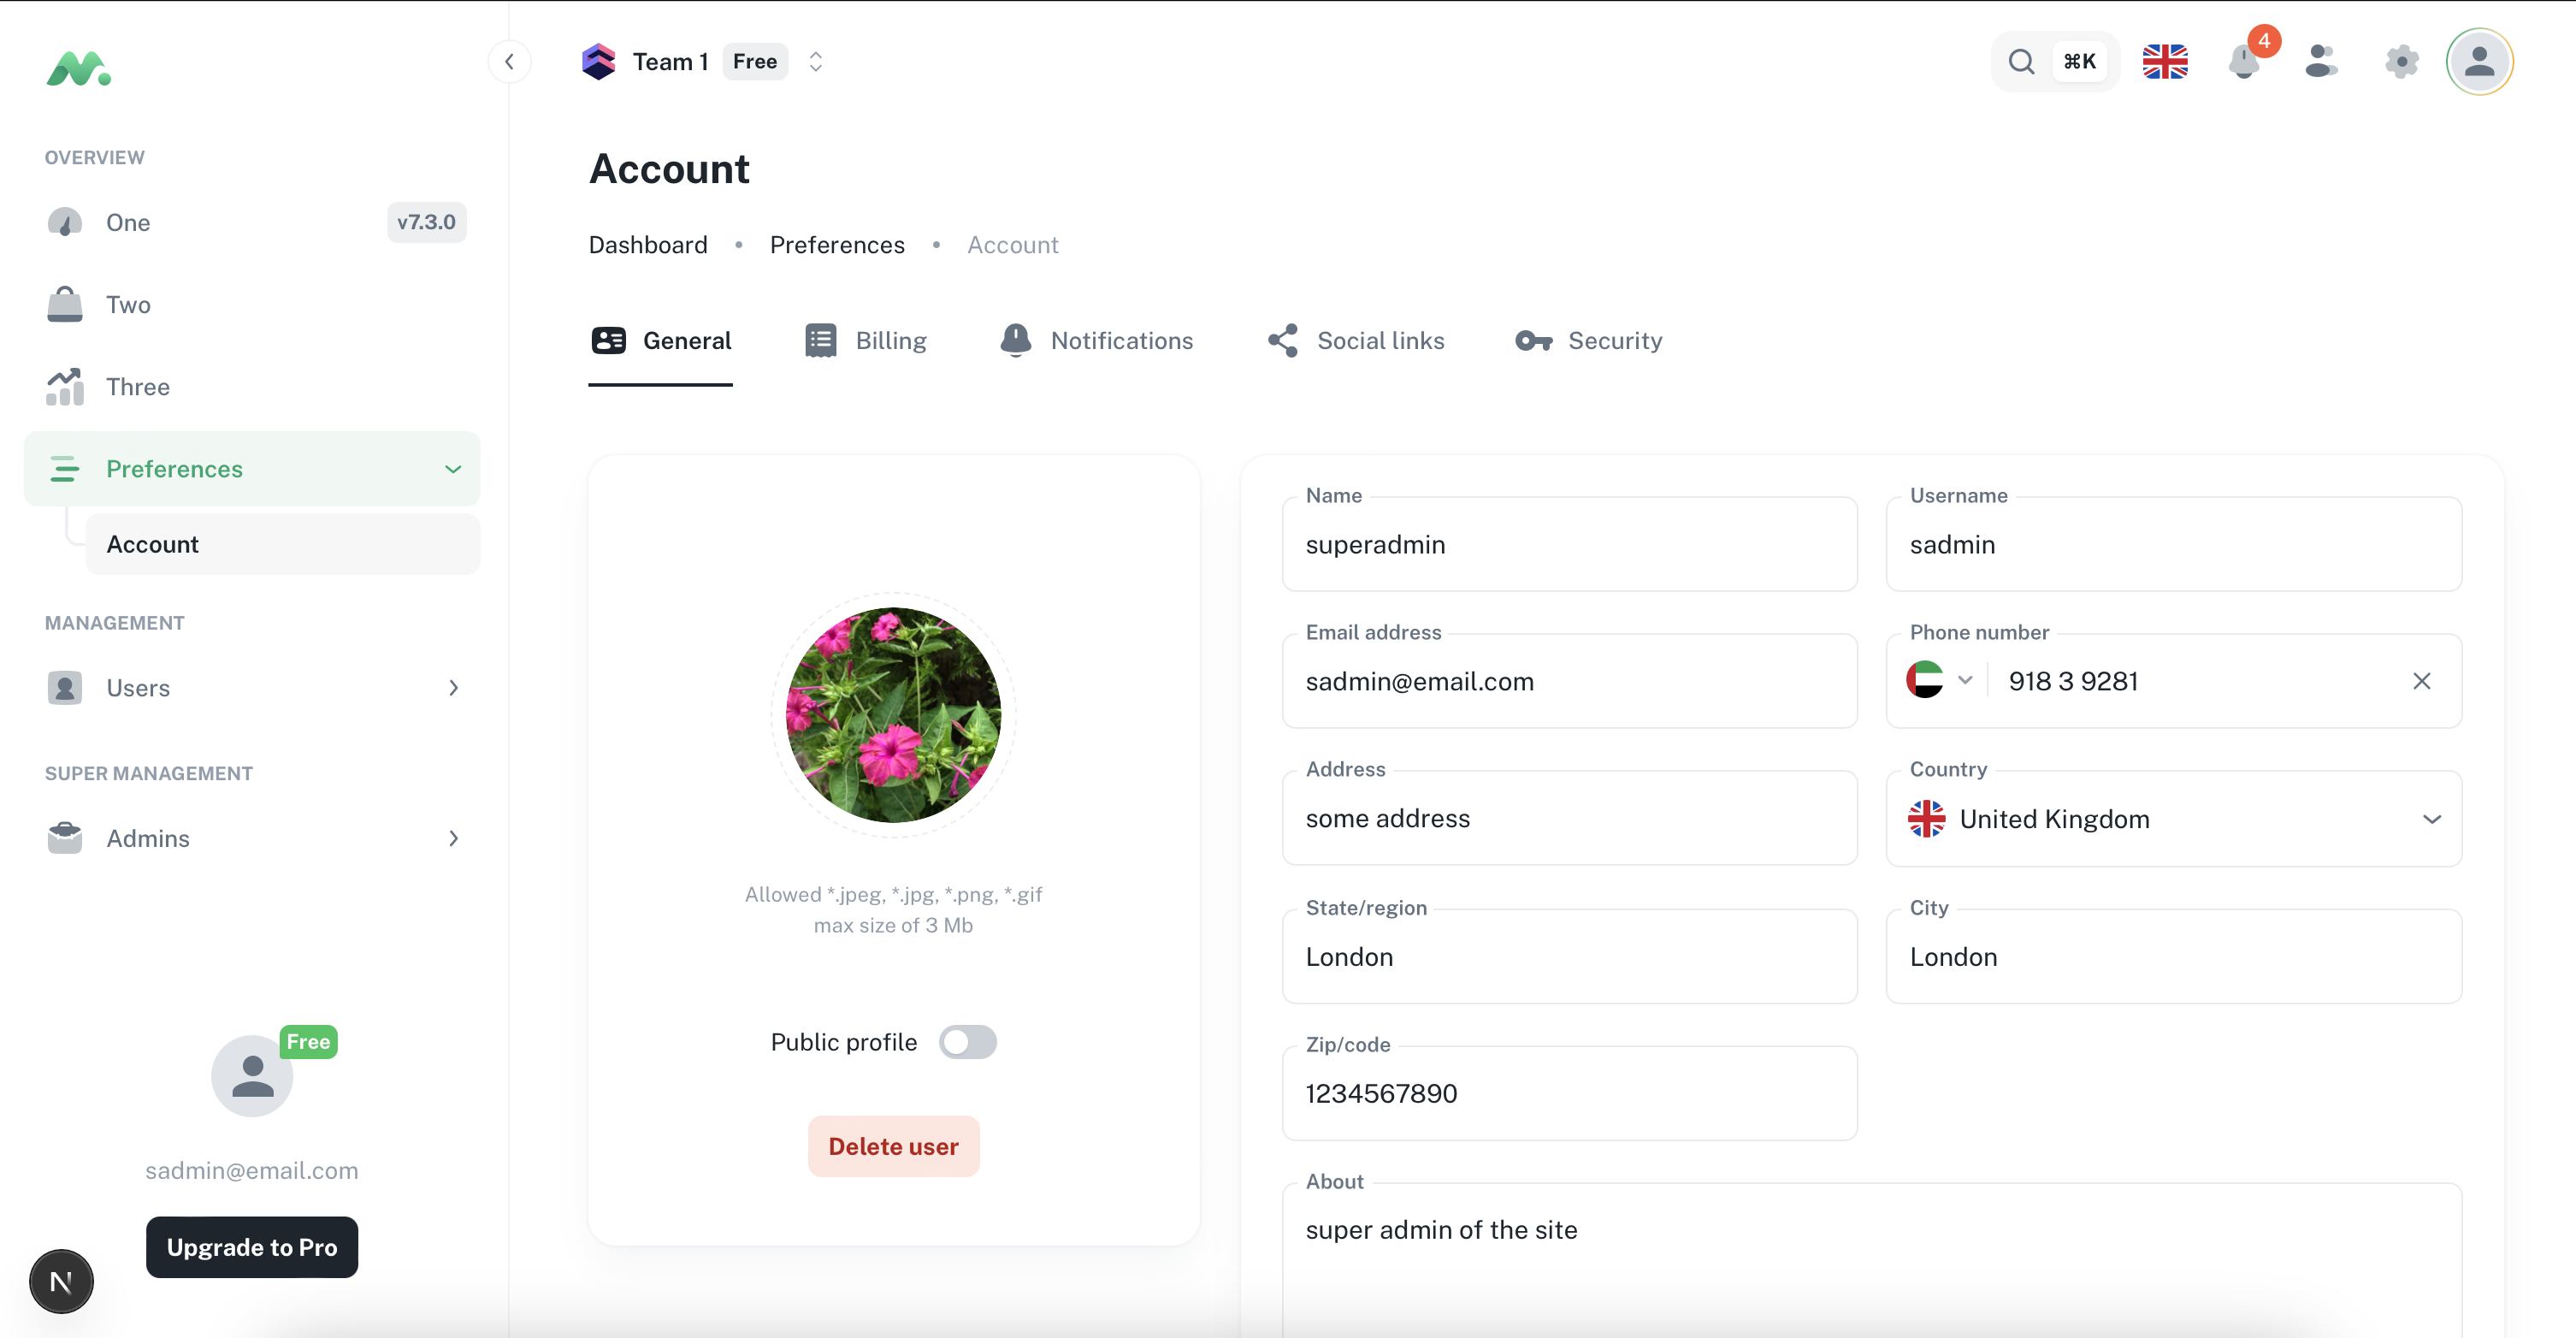 Team 1 Free
⌘K
4
OVERVIEW
One v7.3.0
Two
Three
Preferences
Account
MANAGEMENT
Users
SUPER MANAGEMENT
Admins
Free
sadmin@email.com
Upgrade to Pro
N
Account
Dashboard • Preferences • Account
General Billing Notifications Social links Security
Allowed *.jpeg, *.jpg, *.png, *.gif
max size of 3 Mb
Public profile
Delete user
Name
superadmin
Username
sadmin
Email address
sadmin@email.com
Phone number
918 3 9281
Address
some address
Country
United Kingdom
State/region
London
City
London
Zip/code
1234567890
About
super admin of the site